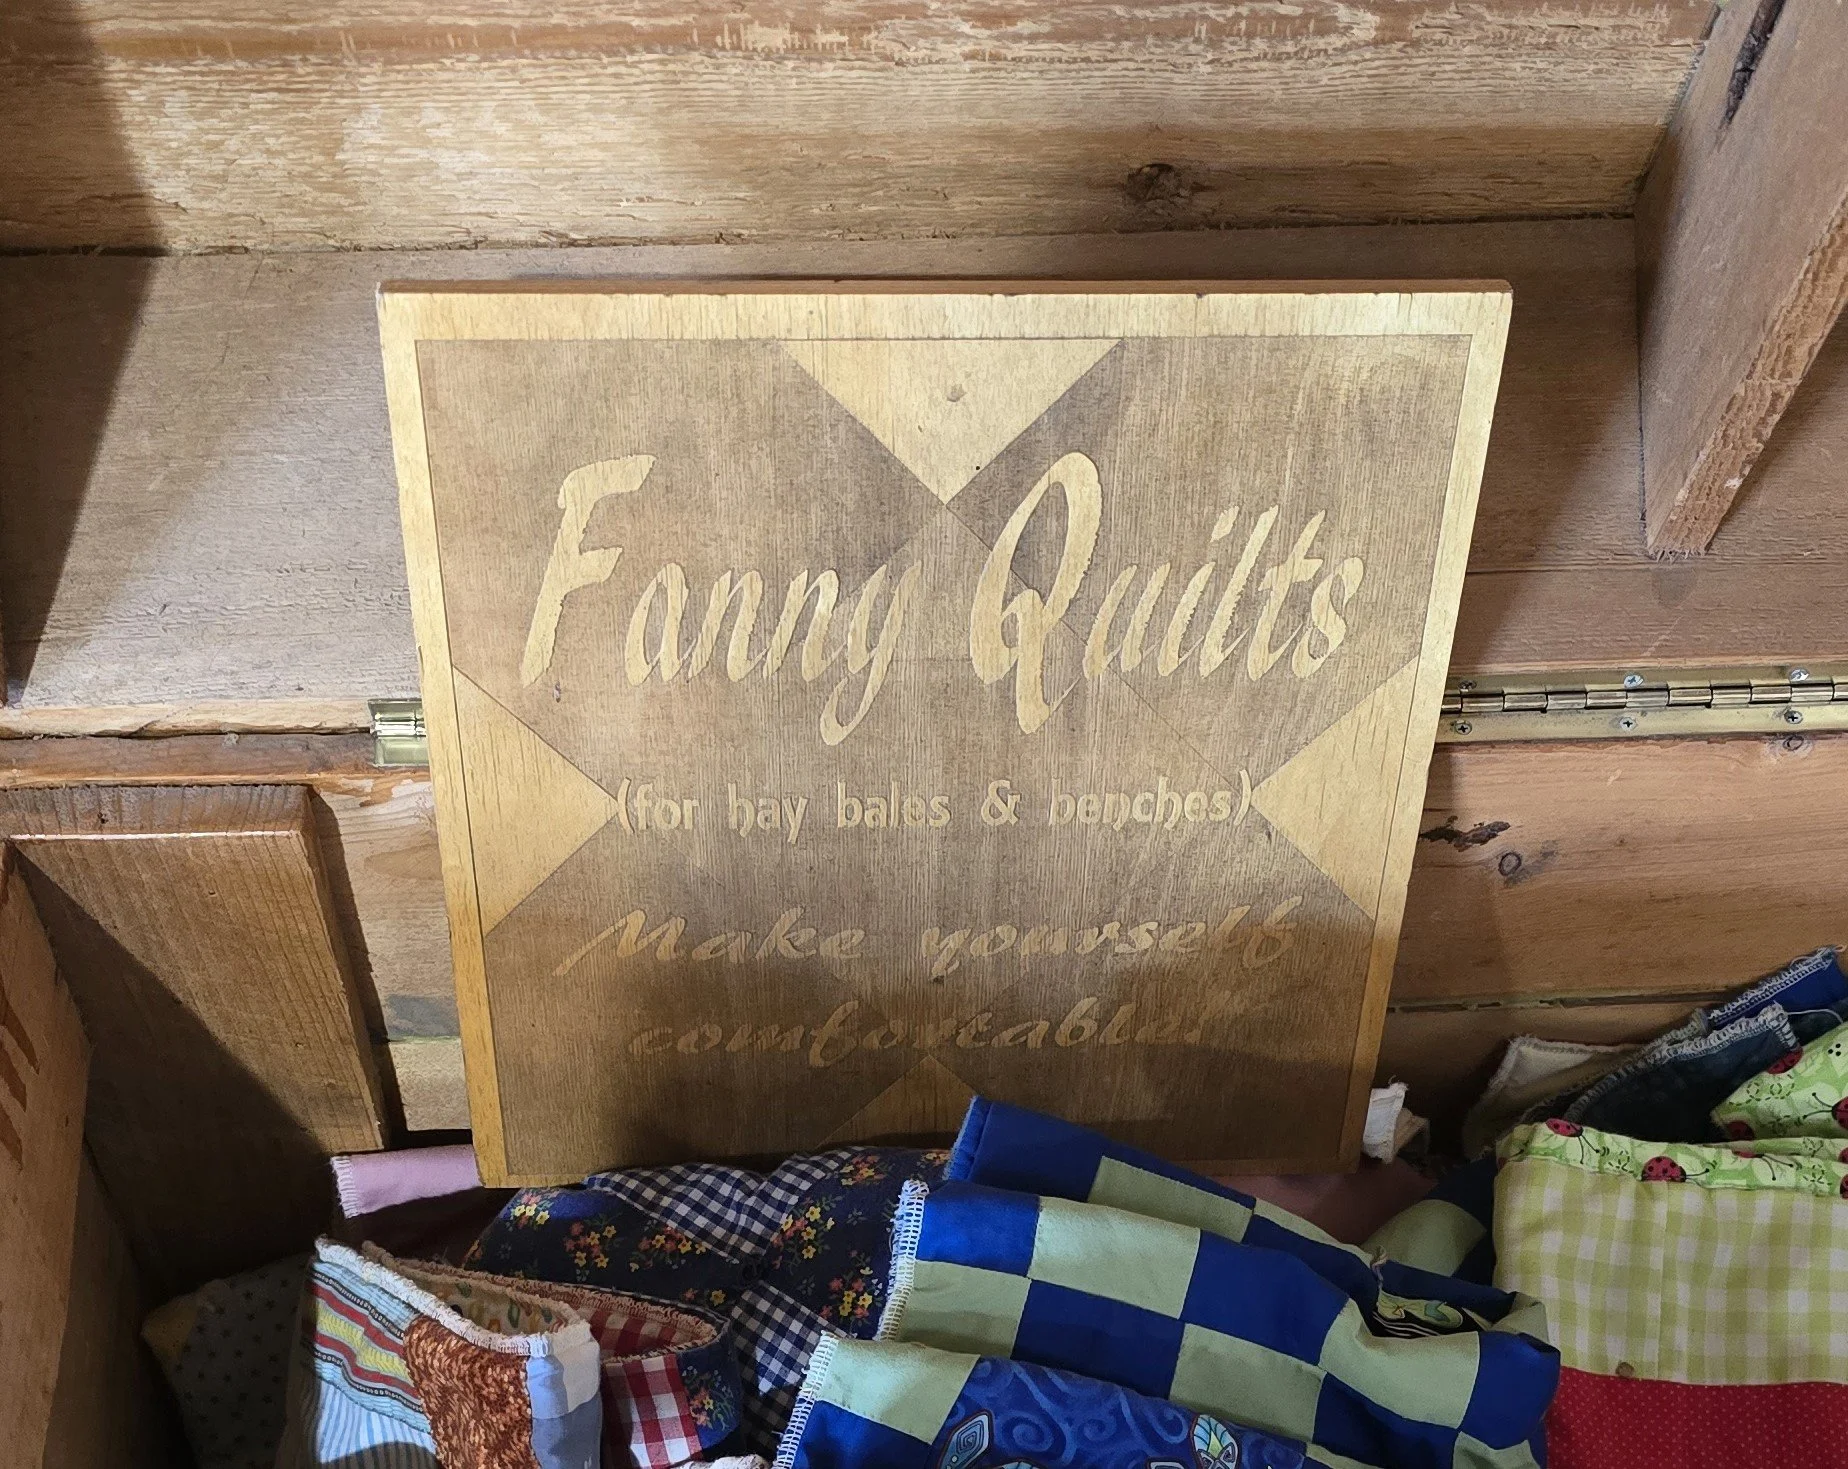 Fanny Quilts
(for hay bales & benches)
Make yourself
comfortable!